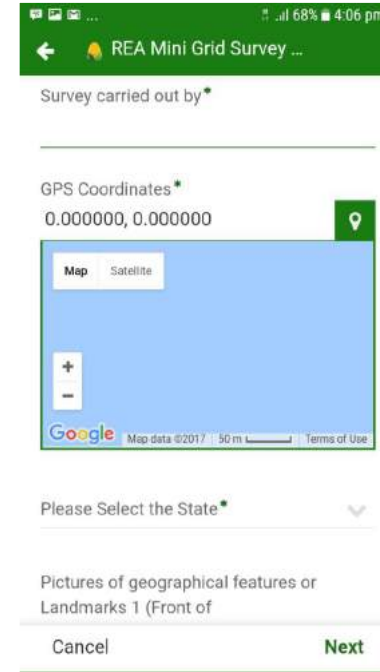 ... 68% 4:06 pm
REA Mini Grid Survey ...
Survey carried out by*
GPS Coordinates*
0.000000, 0.000000
Map Satellite
+
−
Google Map data ©2017 50 m Terms of Use
Please Select the State*
Pictures of geographical features or
Landmarks 1 (Front of
Cancel Next